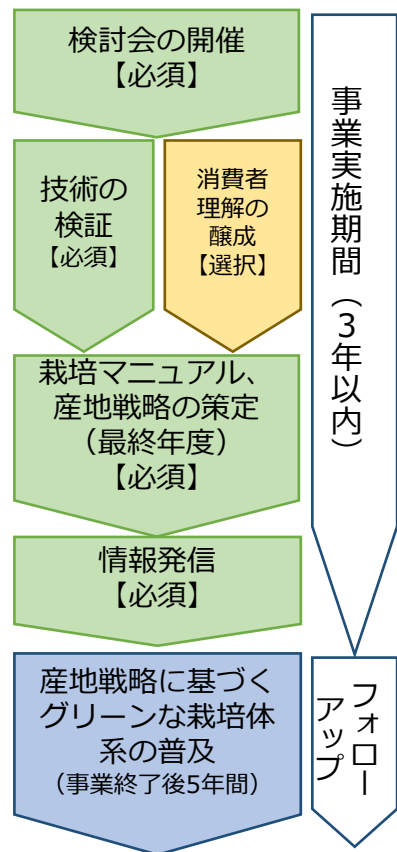 検討会の開催
【必須】
技術の
検証
【必須】
消費者
理解の
醸成
【選択】
栽培マニュアル、
産地戦略の策定
（最終年度）
【必須】
情報発信
【必須】
産地戦略に基づく
グリーンな栽培体
系の普及
（事業終了後5年間）
事業実施期間（3年以内）
フォロー
アップ